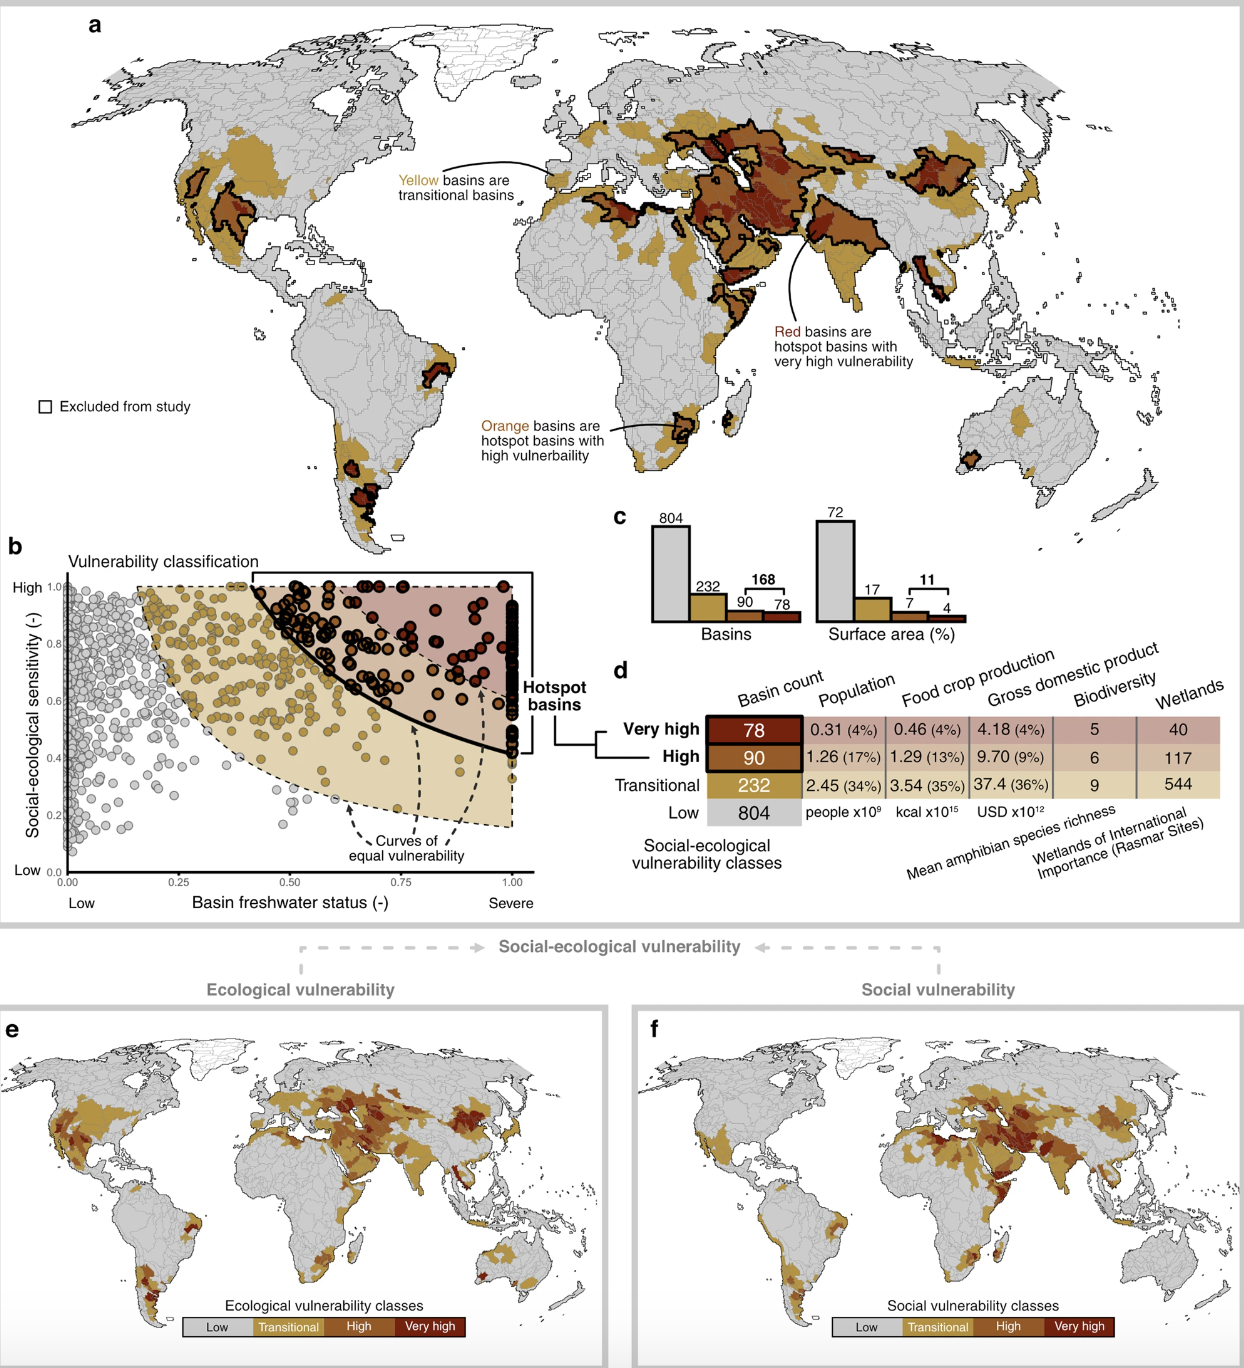 a
Yellow basins are
transitional basins
Red basins are
hotspot basins with
very high vulnerability
Excluded from study
Orange basins are
hotspot basins with
high vulnerbaility
b
Vulnerability classification
High 1.0
0.8
0.6
0.4
0.2
Low 0.0
Social-ecological sensitivity (-)
0.00 0.25 0.50 0.75 1.00
Low Basin freshwater status (-) Severe
Curves of
equal vulnerability
Hotspot
basins
c
804
232
90
78
168
Basins
72
17
7
4
11
Surface area (%)
d
Basin count Population Food crop production Gross domestic product Biodiversity Wetlands
Very high 78 0.31 (4%) 0.46 (4%) 4.18 (4%) 5 40
High 90 1.26 (17%) 1.29 (13%) 9.70 (9%) 6 117
Transitional 232 2.45 (34%) 3.54 (35%) 37.4 (36%) 9 544
Low 804 people x10⁹ kcal x10¹⁵ USD x10¹²
Social-ecological
vulnerability classes
Mean amphibian species richness
Wetlands of International
Importance (Rasmar Sites)
Social-ecological vulnerability
Ecological vulnerability
Social vulnerability
e
Ecological vulnerability classes
Low Transitional High Very high
f
Social vulnerability classes
Low Transitional High Very high